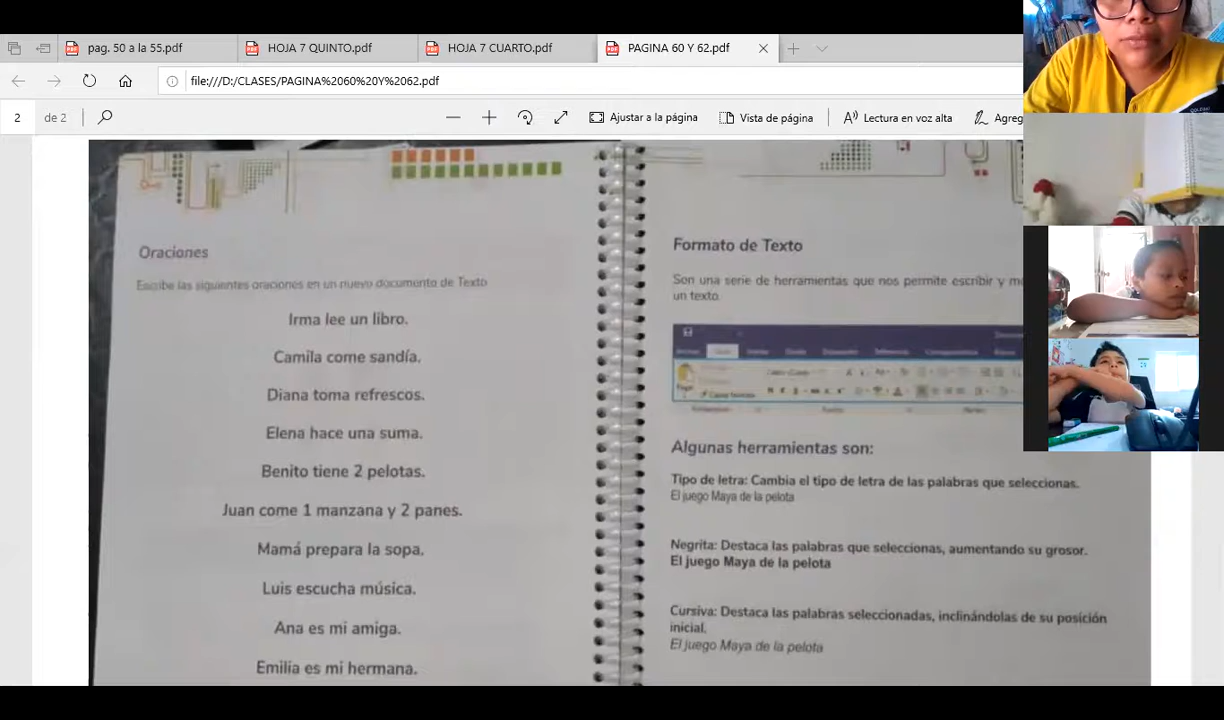 pag. 50 a la 55.pdf
HOJA 7 QUINTO.pdf
HOJA 7 CUARTO.pdf
PAGINA 60 Y 62.pdf
file:///D:/CLASES/PAGINA%2060%20Y%2062.pdf
2 de 2
Ajustar a la página
Vista de página
Lectura en voz alta
Agreg
Oraciones
Escribe las siguientes oraciones en un nuevo documento de Texto
Irma lee un libro.
Camila come sandía.
Diana toma refrescos.
Elena hace una suma.
Benito tiene 2 pelotas.
Juan come 1 manzana y 2 panes.
Mamá prepara la sopa.
Luis escucha música.
Ana es mi amiga.
Emilia es mi hermana.
Formato de Texto
Son una serie de herramientas que nos permite escribir y m
un texto.
Algunas herramientas son:
Tipo de letra: Cambia el tipo de letra de las palabras que seleccionas.
El juego Maya de la pelota
Negrita: Destaca las palabras que seleccionas, aumentando su grosor.
El juego Maya de la pelota
Cursiva: Destaca las palabras seleccionadas, inclinándolas de su posición
inicial.
El juego Maya de la pelota